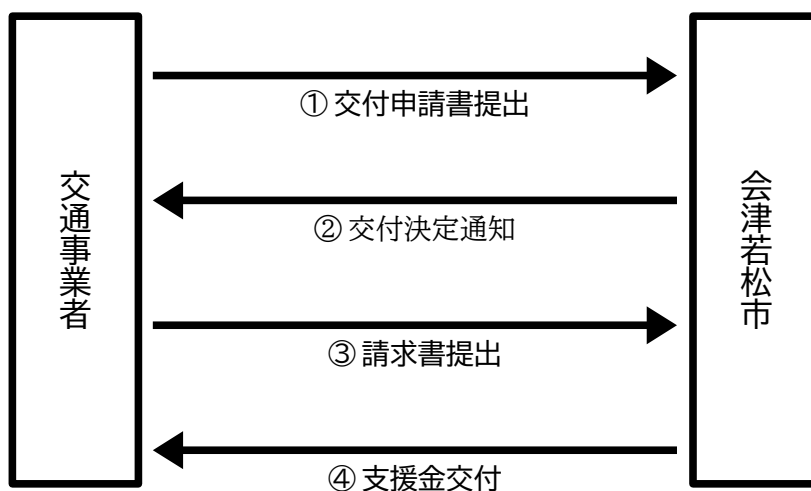 交通事業者
① 交付申請書提出
② 交付決定通知
③ 請求書提出
④ 支援金交付
会津若松市